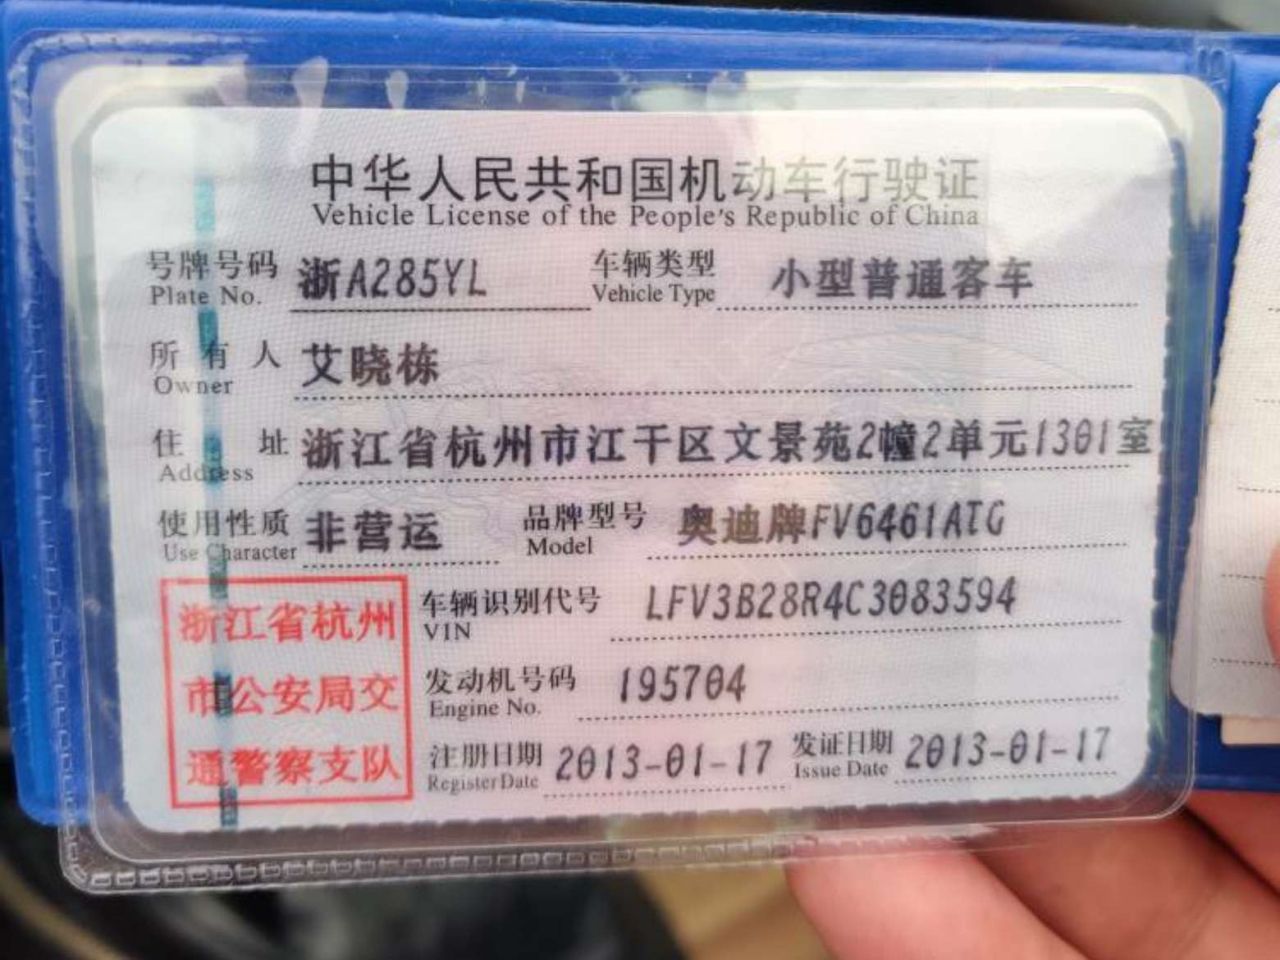 中华人民共和国机动车行驶证
Vehicle License of the People's Republic of China
号牌号码 浙A285YL 车辆类型 小型普通客车
Plate No. Vehicle Type
所有人 艾晓栋
Owner
住址 浙江省杭州市江干区文景苑2幢2单元1301室
Address
使用性质 非营运 品牌型号 奥迪牌FV6461ATG
Use Character Model
浙江省杭州
市公安局交
通警察支队
车辆识别代号 LFV3B28R4C3083594
VIN
发动机号码 195704
Engine No.
注册日期 2013-01-17 发证日期 2013-01-17
Register Date Issue Date